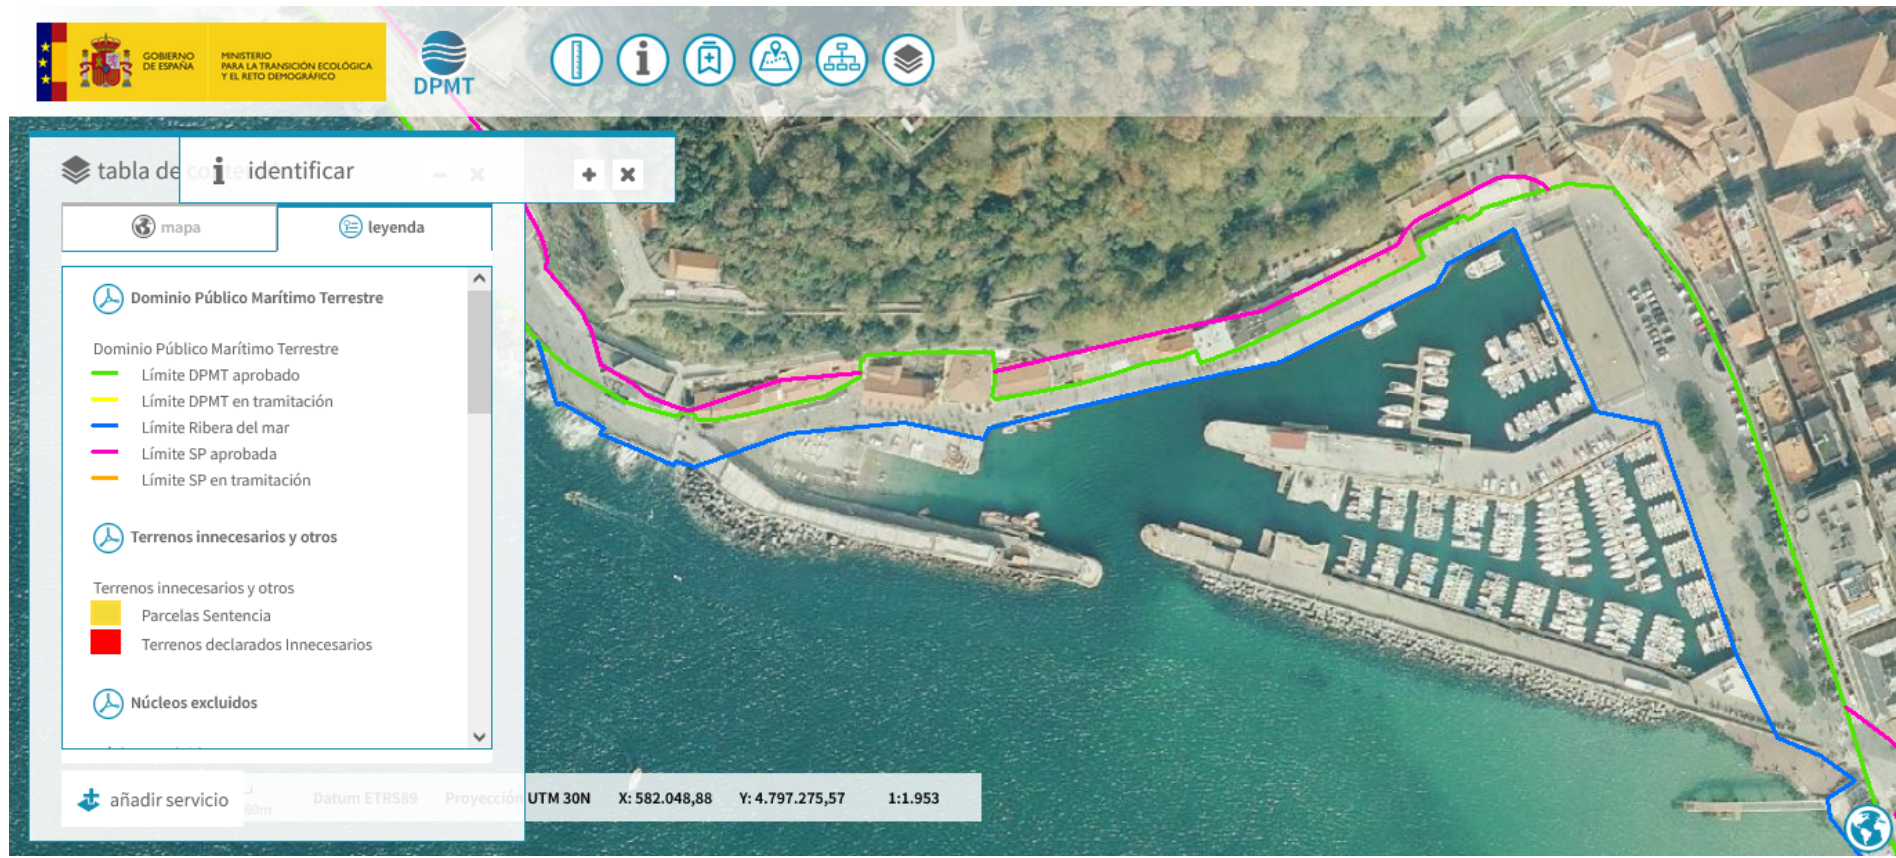 GOBIERNO
DE ESPAÑA
MINISTERIO
PARA LA TRANSICIÓN ECOLÓGICA
Y EL RETO DEMOGRÁFICO
DPMT
tabla de
identificar
mapa
leyenda
Dominio Público Marítimo Terrestre
Dominio Público Marítimo Terrestre
Límite DPMT aprobado
Límite DPMT en tramitación
Límite Ribera del mar
Límite SP aprobada
Límite SP en tramitación
Terrenos innecesarios y otros
Terrenos innecesarios y otros
Parcelas Sentencia
Terrenos declarados Innecesarios
Núcleos excluidos
añadir servicio
60m
Datum ETRS89 Proyección UTM 30N X: 582.048,88 Y: 4.797.275,57 1:1.953